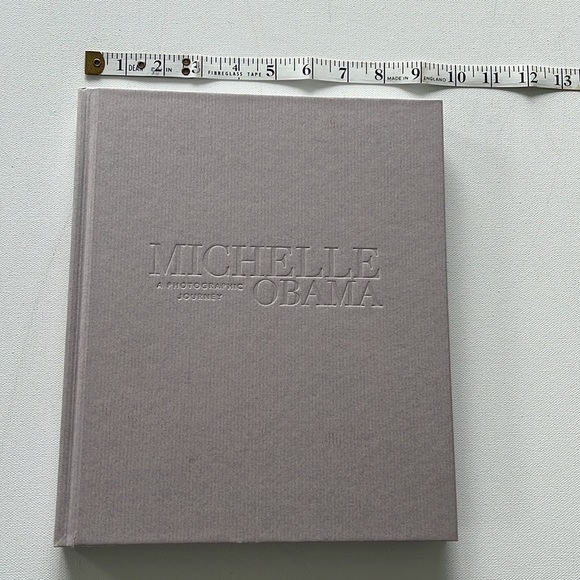 1 2 3 4 5 6 7 8 9 10 11 12 13
IN FIBREGLASS TAPE MADE IN ENGLAND
MICHELLE
A PHOTOGRAPHIC OBAMA
JOURNEY